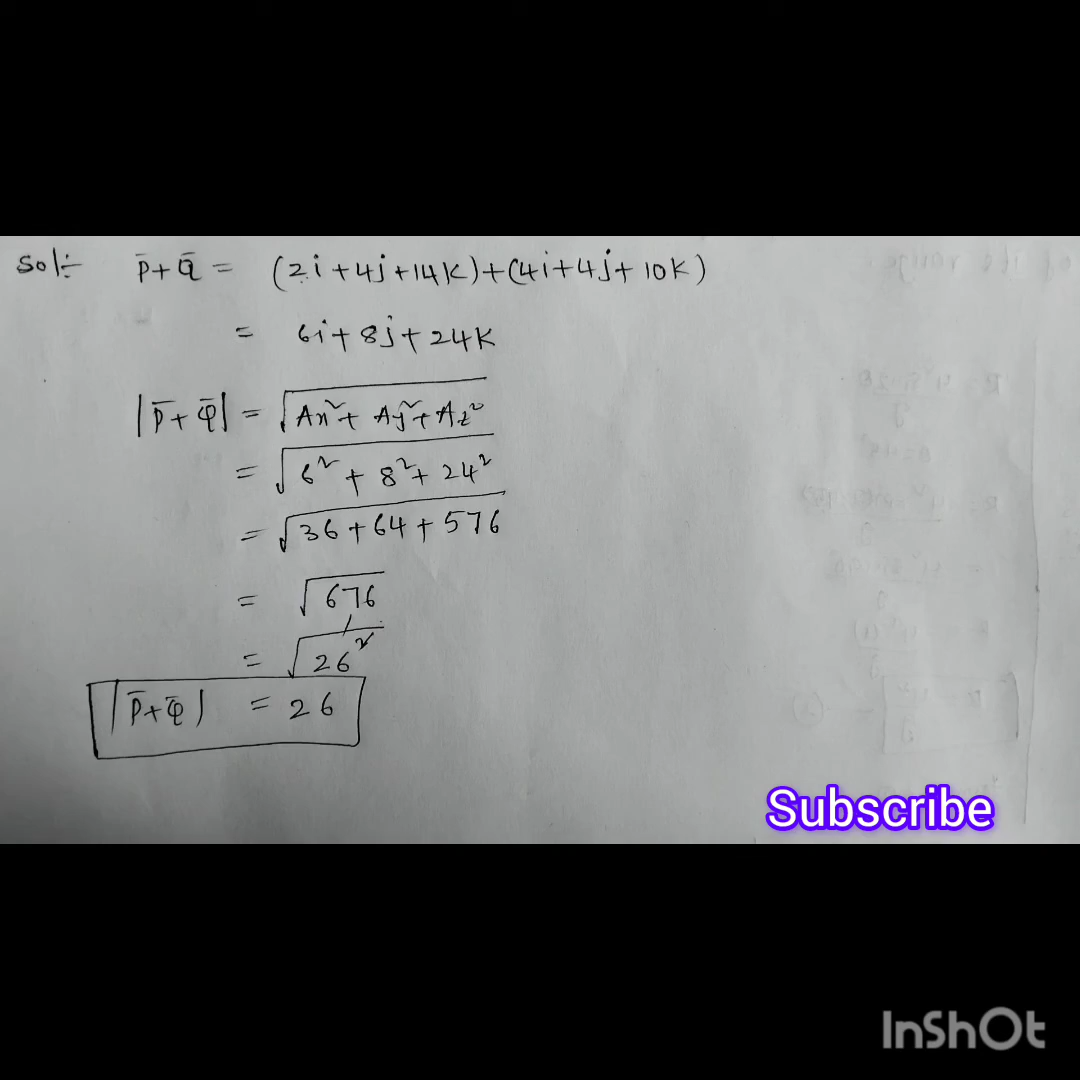 Sol:- P̄+Q̄ = (2i+4j+14k)+(4i+4j+10k)
= 6i+8j+24k
|P̄+Q̄| = √Ax²+Ay²+Az²
= √6²+8²+24²
= √36+64+576
= √676
= √26²
|P̄+Q̄| = 26
Subscribe
InShOt